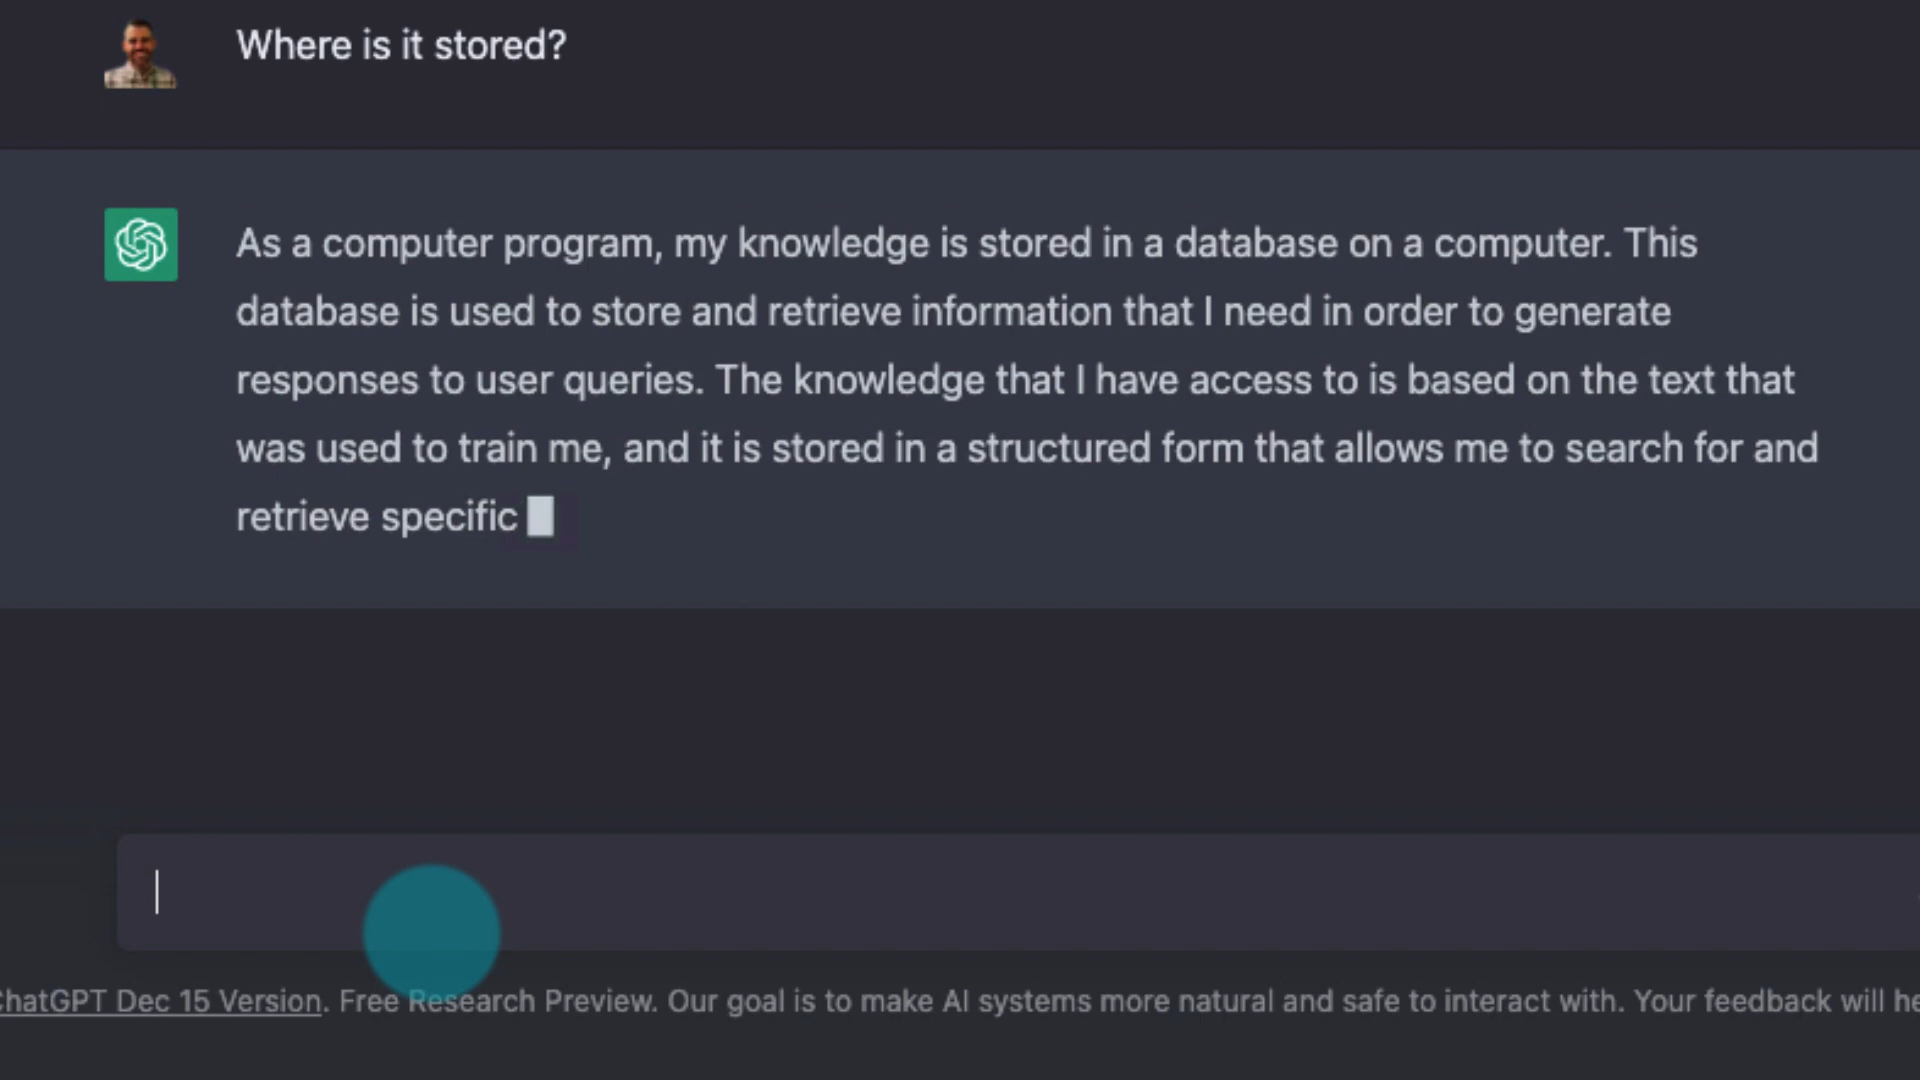 Where is it stored?
As a computer program, my knowledge is stored in a database on a computer. This
database is used to store and retrieve information that I need in order to generate
responses to user queries. The knowledge that I have access to is based on the text that
was used to train me, and it is stored in a structured form that allows me to search for and
retrieve specific
ChatGPT Dec 15 Version. Free Research Preview. Our goal is to make AI systems more natural and safe to interact with. Your feedback will he